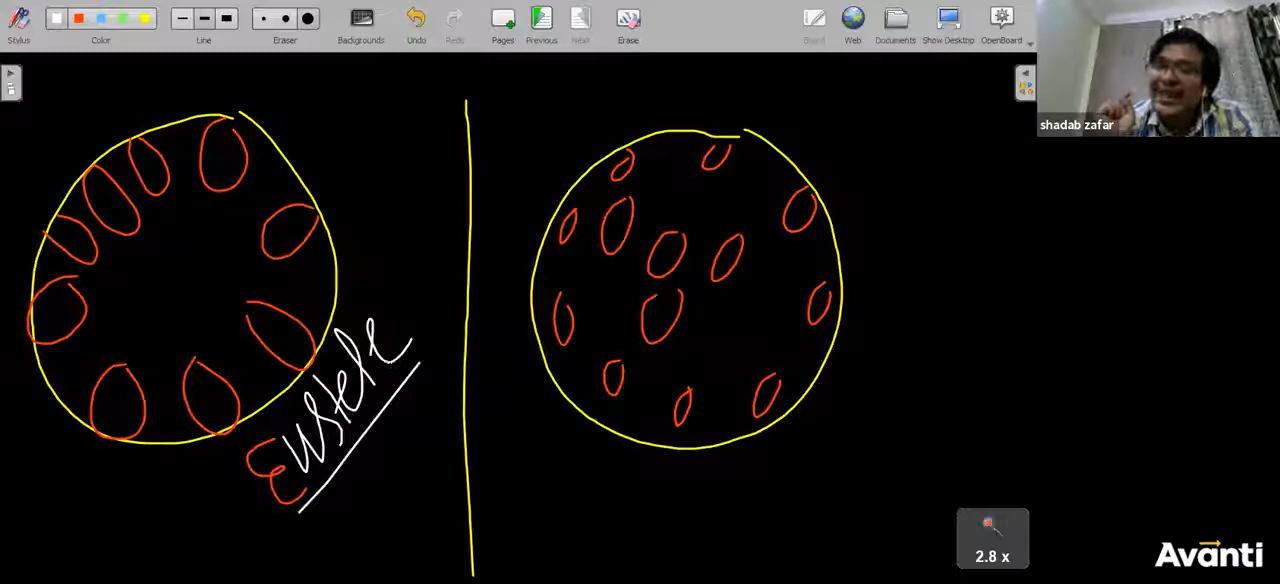 Stylus
Color
Line
Eraser
Backgrounds
Undo
Redo
Pages
Previous
Next
Erase
Board
Web
Documents
Show Desktop
OpenBoard
shadab zafar
Eustele
2.8 x
Avanti